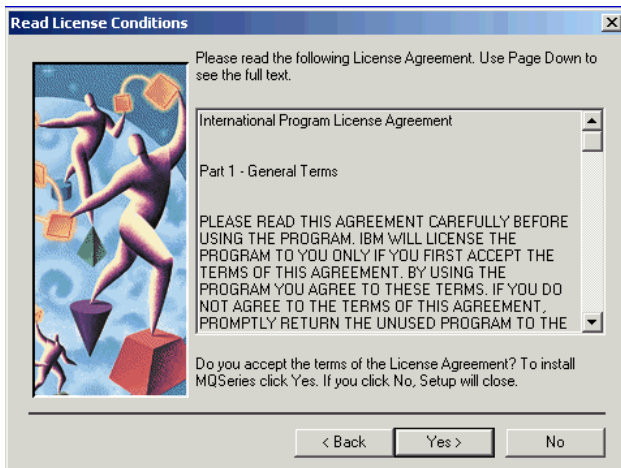 Read License Conditions
Please read the following License Agreement. Use Page Down to
see the full text.
International Program License Agreement
Part 1 - General Terms
PLEASE READ THIS AGREEMENT CAREFULLY BEFORE
USING THE PROGRAM. IBM WILL LICENSE THE
PROGRAM TO YOU ONLY IF YOU FIRST ACCEPT THE
TERMS OF THIS AGREEMENT. BY USING THE
PROGRAM YOU AGREE TO THESE TERMS. IF YOU DO
NOT AGREE TO THE TERMS OF THIS AGREEMENT,
PROMPTLY RETURN THE UNUSED PROGRAM TO THE
Do you accept the terms of the License Agreement? To install
MQSeries click Yes. If you click No, Setup will close.
< Back
Yes >
No